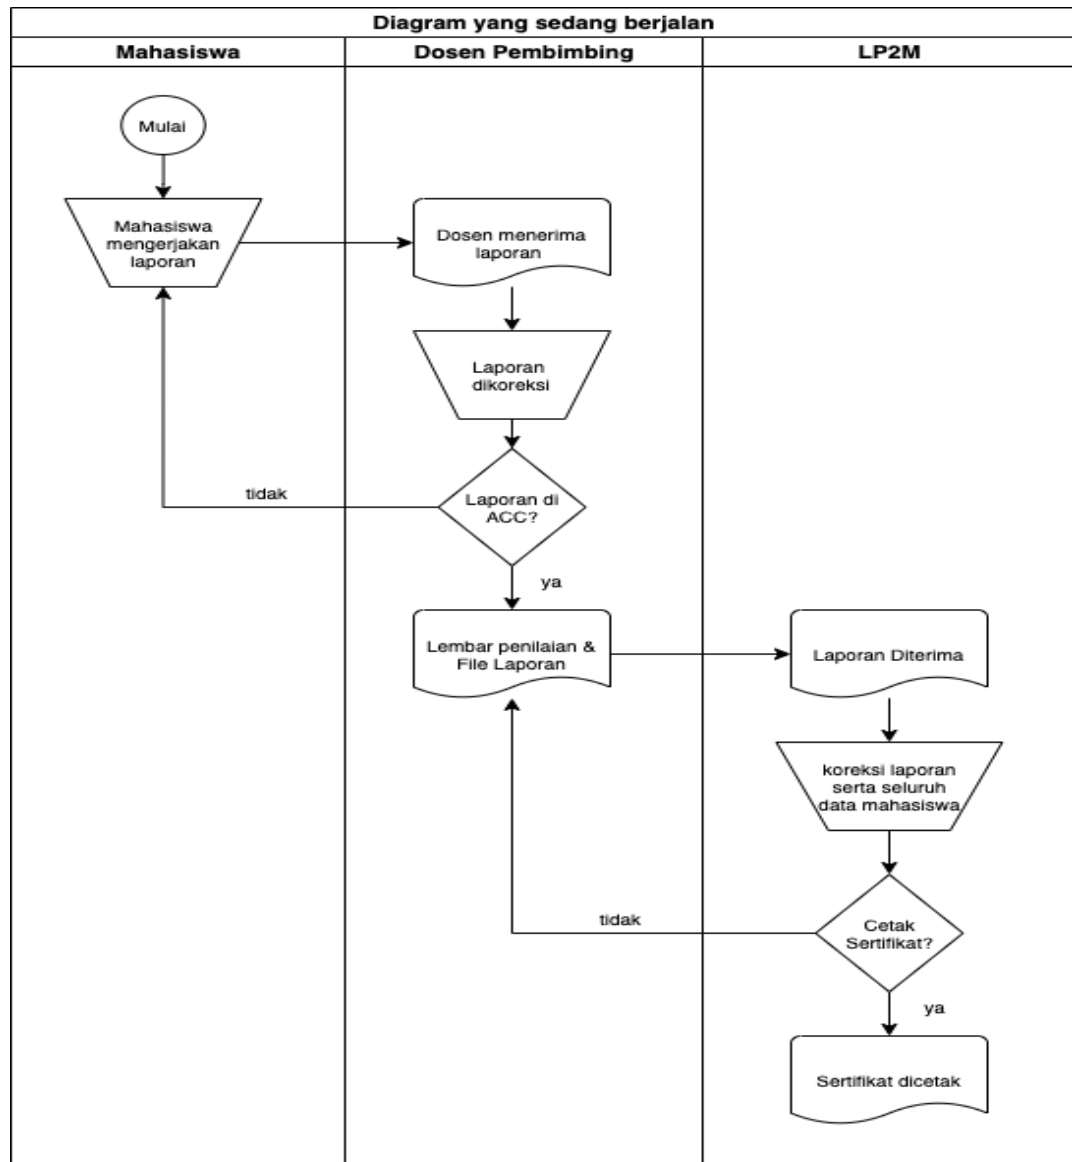 Diagram yang sedang berjalan
Mahasiswa
Dosen Pembimbing
LP2M
Mulai
Mahasiswa
mengerjakan
laporan
Dosen menerima
laporan
Laporan
dikoreksi
tidak
Laporan di
ACC?
ya
Lembar penilaian &
File Laporan
Laporan Diterima
koreksi laporan
serta seluruh
data mahasiswa
tidak
Cetak
Sertifikat?
ya
Sertifikat dicetak